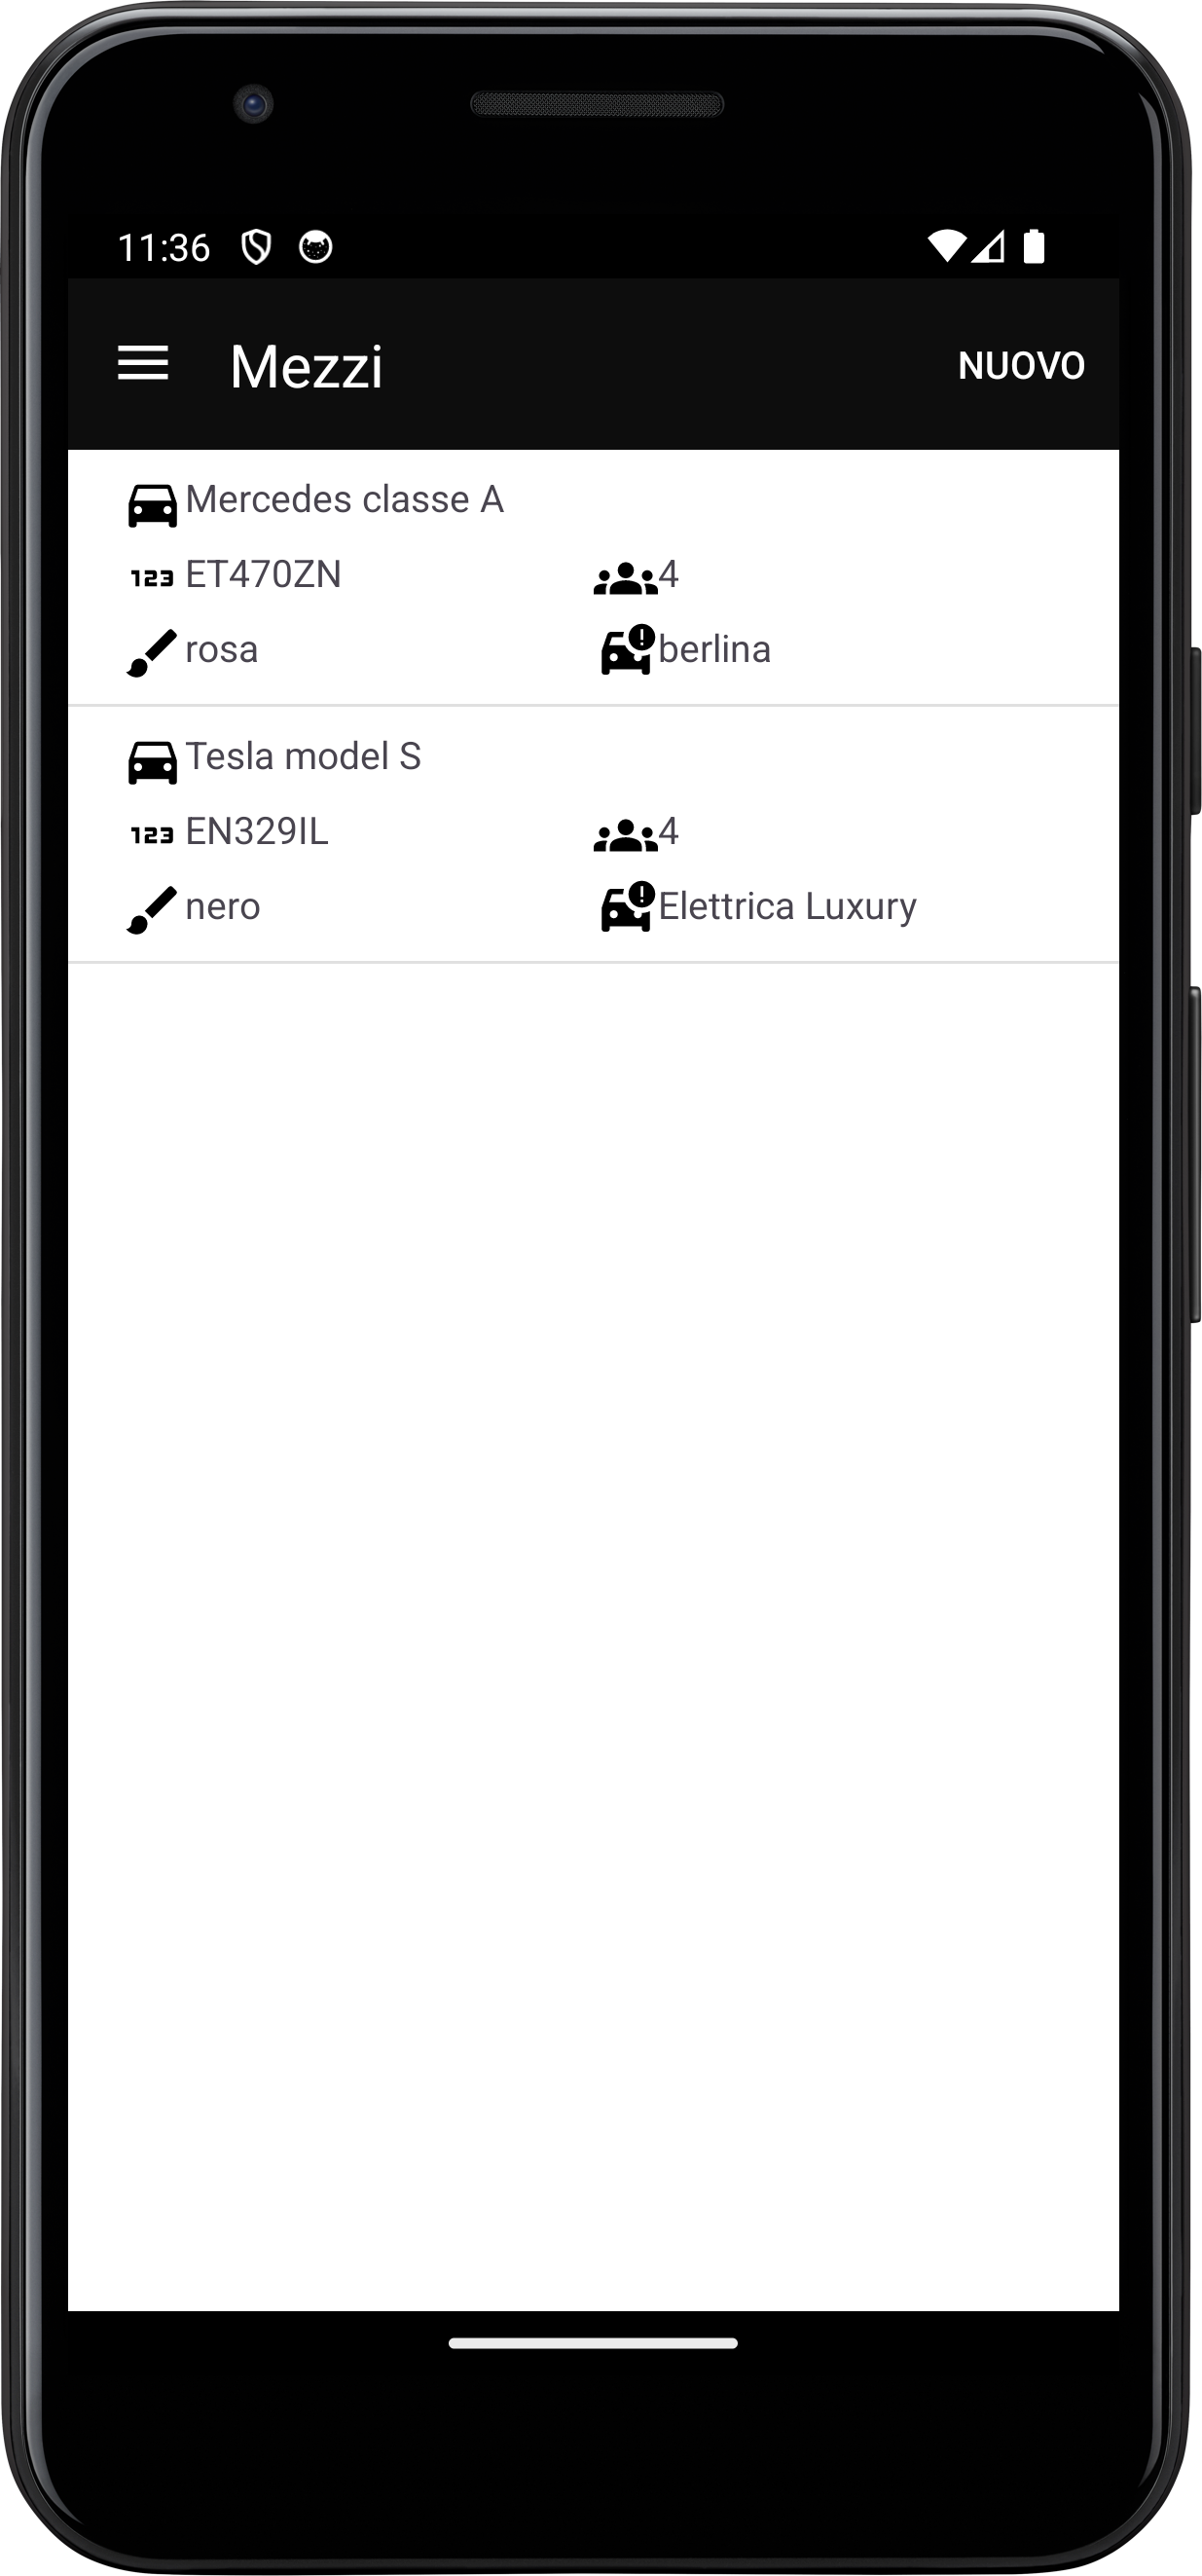 11:36
Mezzi NUOVO
Mercedes classe A
123 ET470ZN 4
rosa berlina
Tesla model S
123 EN329IL 4
nero Elettrica Luxury